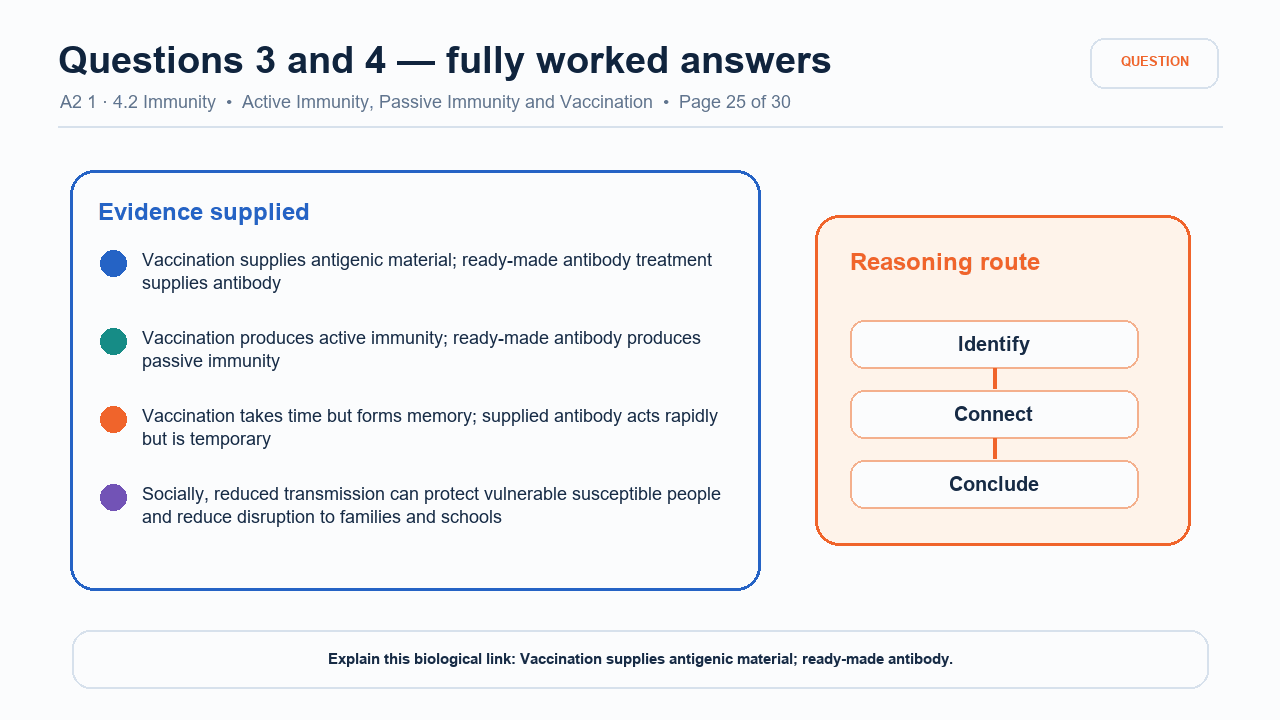 Questions 3 and 4 — fully worked answers
QUESTION
A2 1 · 4.2 Immunity • Active Immunity, Passive Immunity and Vaccination • Page 25 of 30
Evidence supplied
Vaccination supplies antigenic material; ready-made antibody treatment
supplies antibody
Vaccination produces active immunity; ready-made antibody produces
passive immunity
Vaccination takes time but forms memory; supplied antibody acts rapidly
but is temporary
Socially, reduced transmission can protect vulnerable susceptible people
and reduce disruption to families and schools
Reasoning route
Identify
Connect
Conclude
Explain this biological link: Vaccination supplies antigenic material; ready-made antibody.